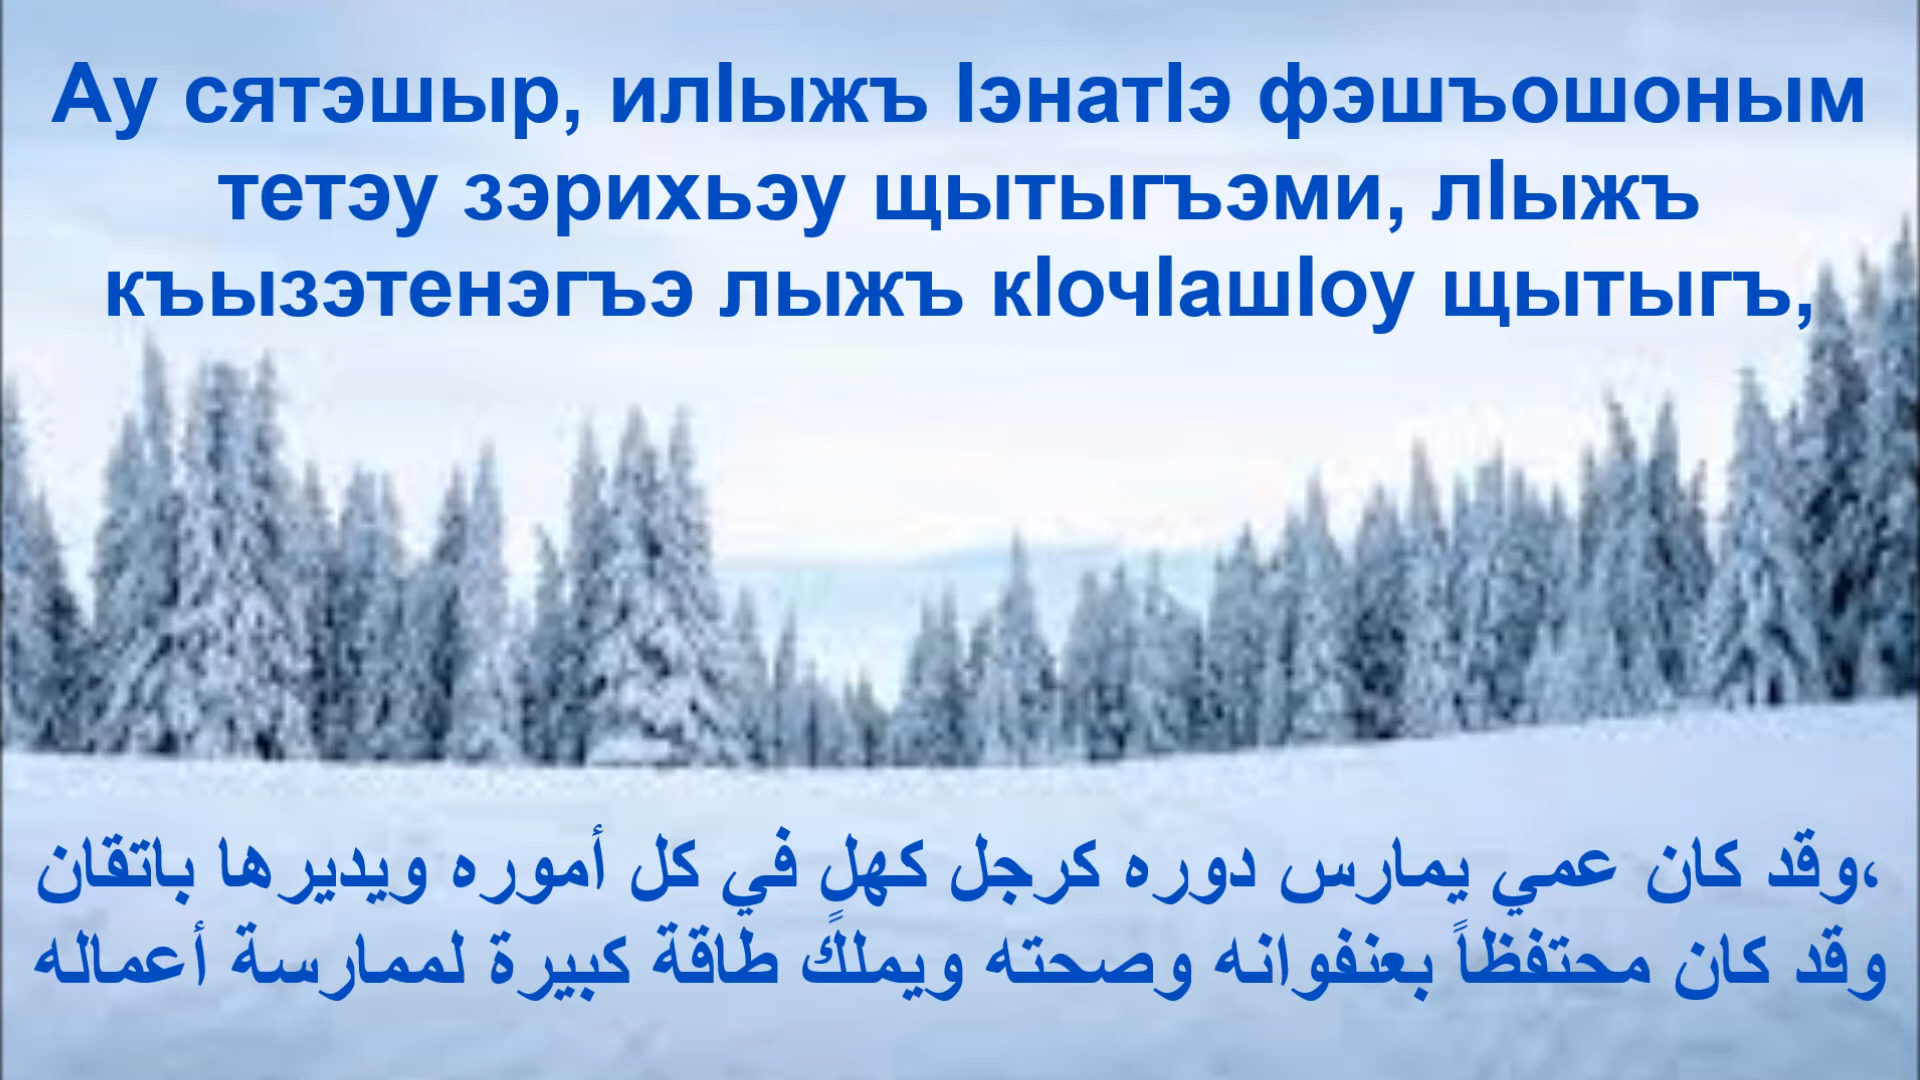 Ау сятэшыр, илӏыжъ ӏэнатӏэ фэшъошоным
тетэу зэрихьэу щытыгъэми, лӏыжъ
къызэтенэгъэ лыжъ кӏочӏашӏоу щытыгъ,
وقد كان عمي يمارس دوره كرجل كهلٍ في كل أموره ويديرها باتقان،
وقد كان محتفظاً بعنفوانه وصحته ويملكً طاقة كبيرة لممارسة أعماله